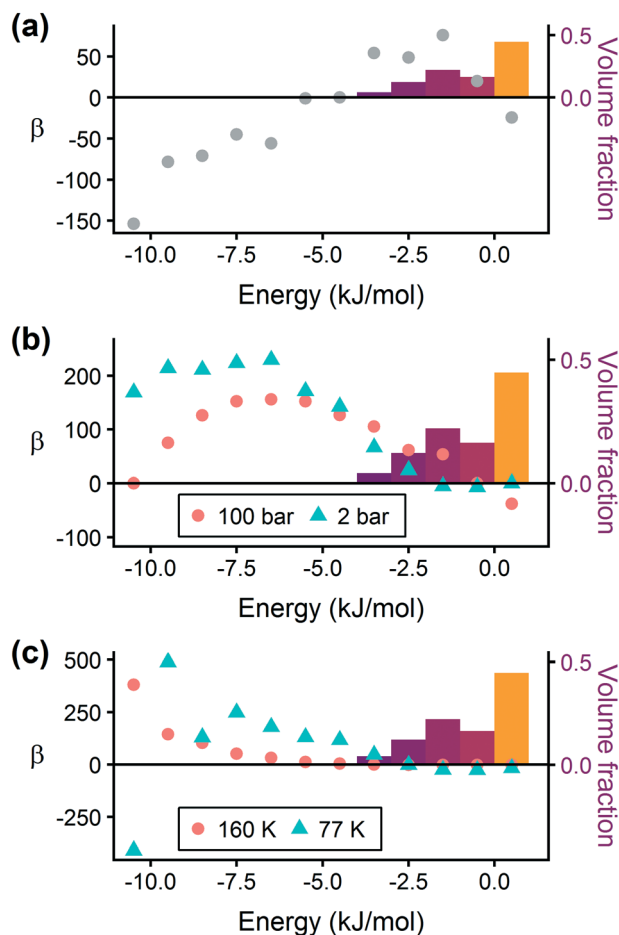 (a)
50
0
-50
-100
-150
β
0.5
0.0
Volume fraction
-10.0 -7.5 -5.0 -2.5 0.0
Energy (kJ/mol)
(b)
200
100
0
-100
β
0.5
0.0
Volume fraction
100 bar 2 bar
-10.0 -7.5 -5.0 -2.5 0.0
Energy (kJ/mol)
(c)
500
250
0
-250
β
0.5
0.0
Volume fraction
160 K 77 K
-10.0 -7.5 -5.0 -2.5 0.0
Energy (kJ/mol)